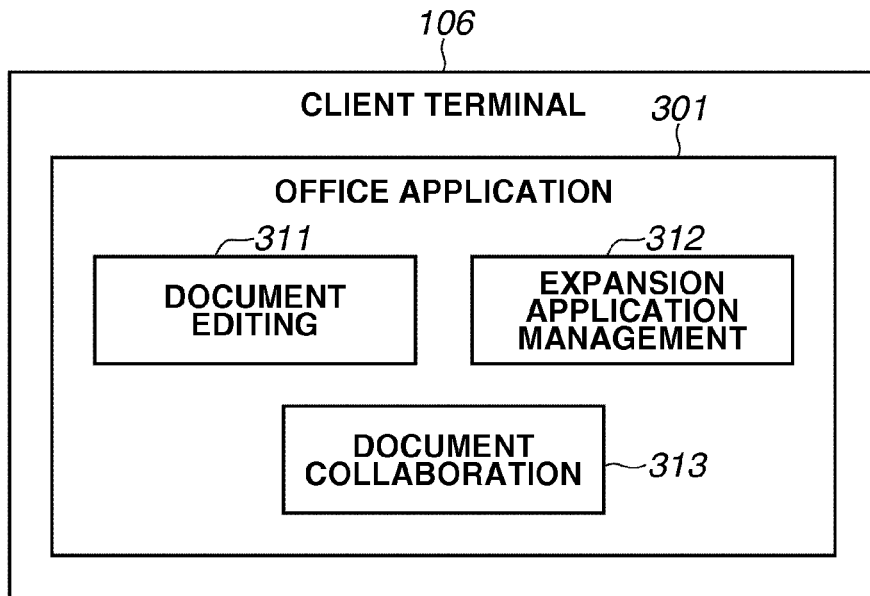 106
CLIENT TERMINAL
301
OFFICE APPLICATION
311
DOCUMENT
EDITING
312
EXPANSION
APPLICATION
MANAGEMENT
DOCUMENT
COLLABORATION
313